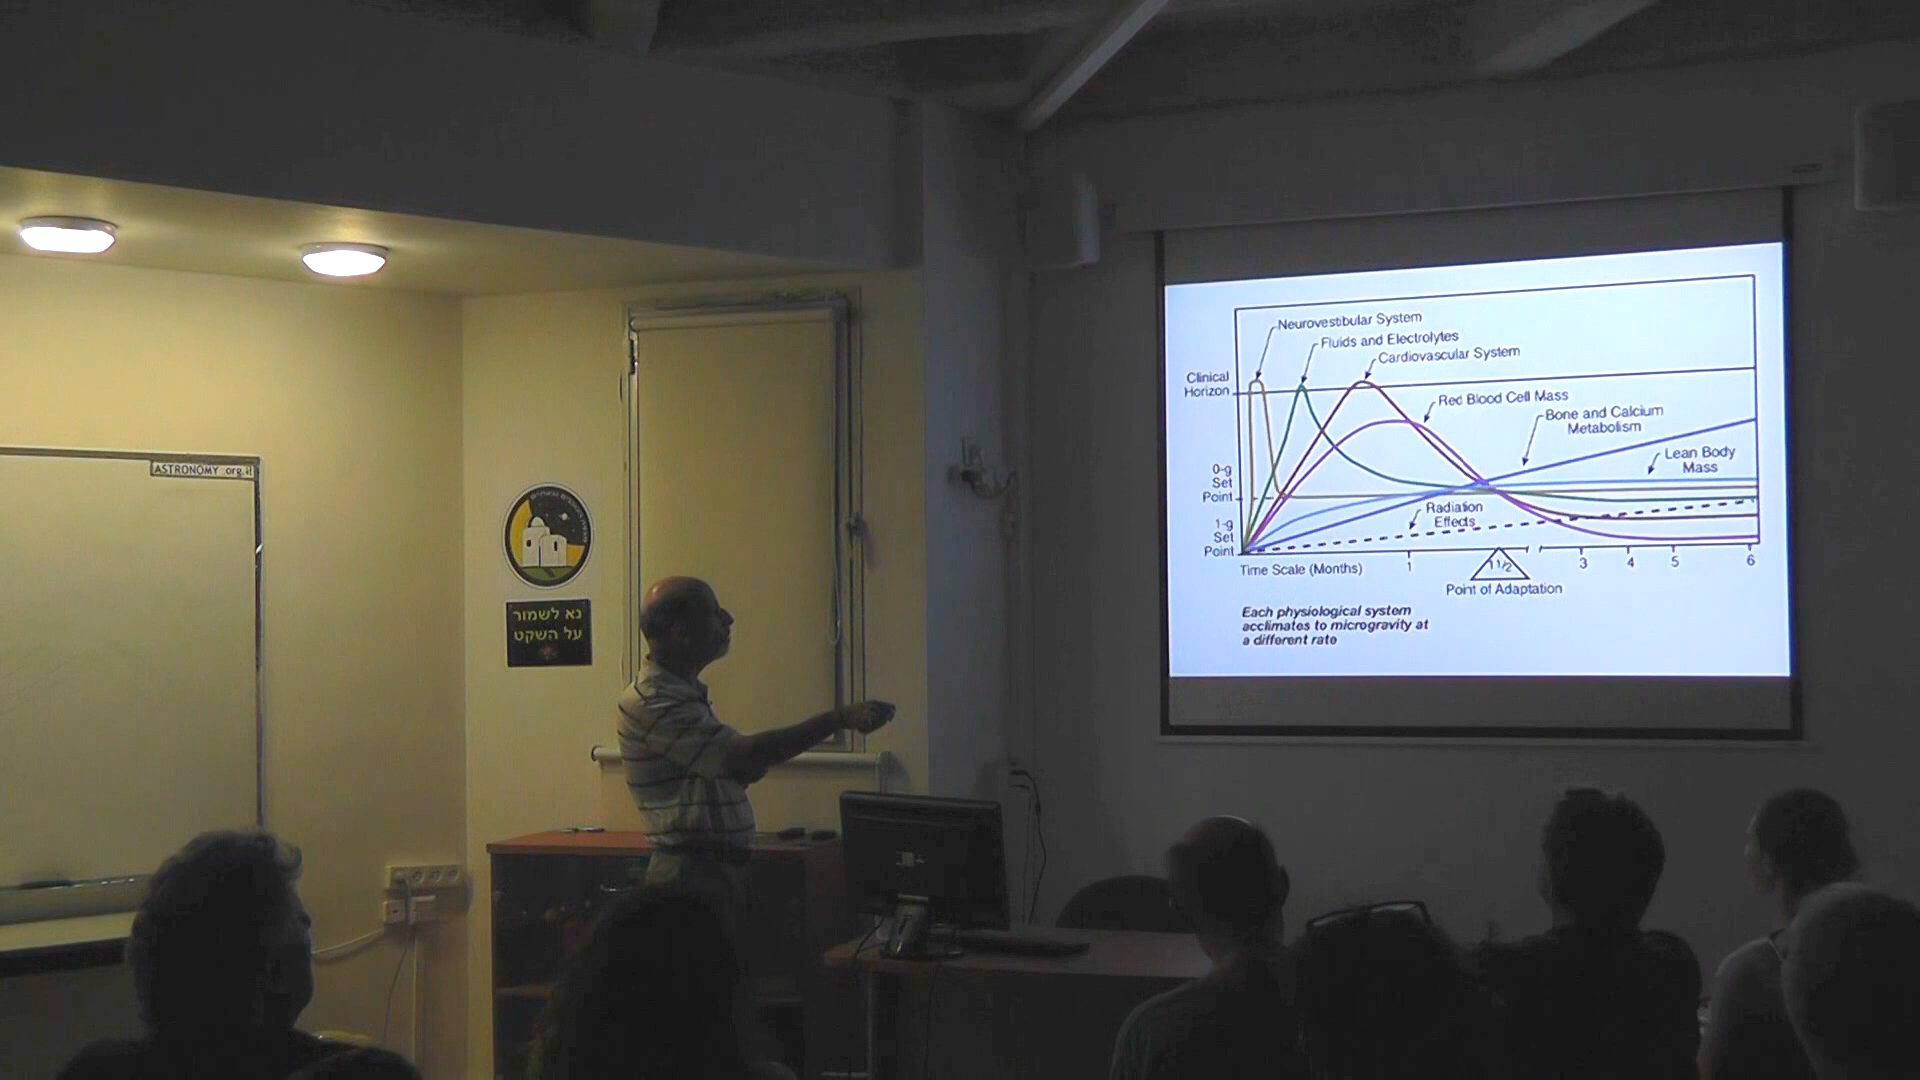 ASTRONOMY.org.il
נא לשמור
על השקט
Neurovestibular System
Fluids and Electrolytes
Cardiovascular System
Clinical
Horizon
Red Blood Cell Mass
Bone and Calcium
Metabolism
Lean Body
Mass
0-g
Set
Point
Radiation
Effects
1-g
Set
Point
Time Scale (Months)
1
1 1/2
3
4
5
6
Point of Adaptation
Each physiological system
acclimates to microgravity at
a different rate